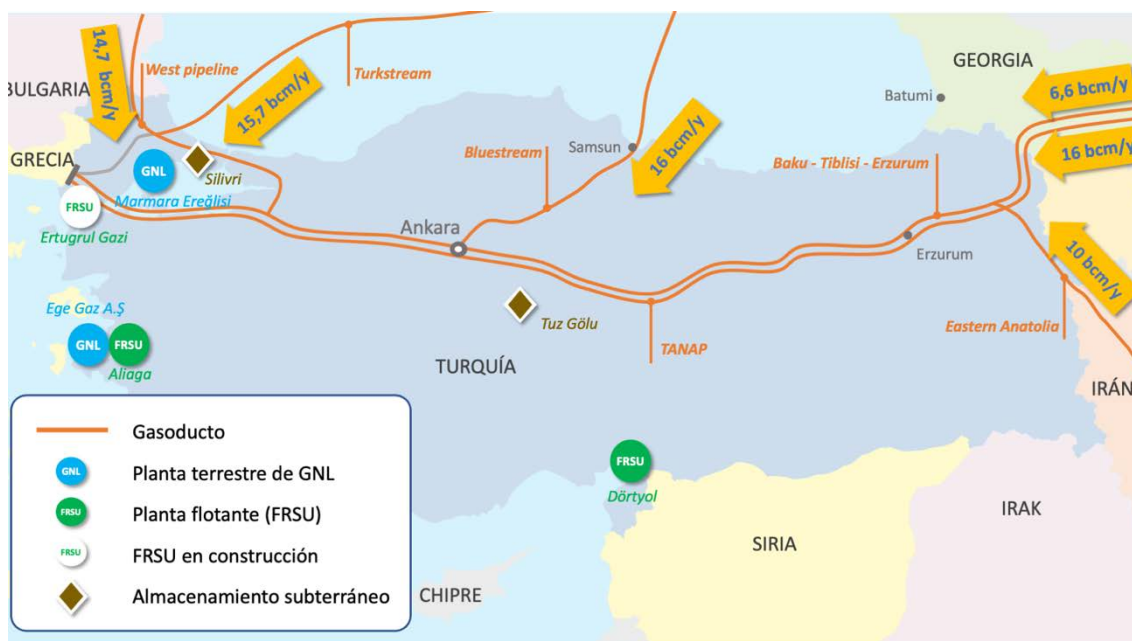 14,7 bcm/y
West pipeline
Turkstream
GEORGIA
BULGARIA
15,7 bcm/y
Batumi
6,6 bcm/y
GRECIA
GNL
Silivri
Bluestream
Samsun
16 bcm/y
Baku - Tiblisi - Erzurum
16 bcm/y
Marmara Ereğlisi
FRSU
Ertugrul Gazi
Ankara
Erzurum
10 bcm/y
Ege Gaz A.Ş
GNL
FRSU
Aliaga
Tuz Gölu
TANAP
Eastern Anatolia
TURQUÍA
IRÁN
Gasoducto
GNL
Planta terrestre de GNL
FRSU
Planta flotante (FRSU)
FRSU
FRSU en construcción
Almacenamiento subterráneo
FRSU
Dörtyol
IRAK
SIRIA
CHIPRE